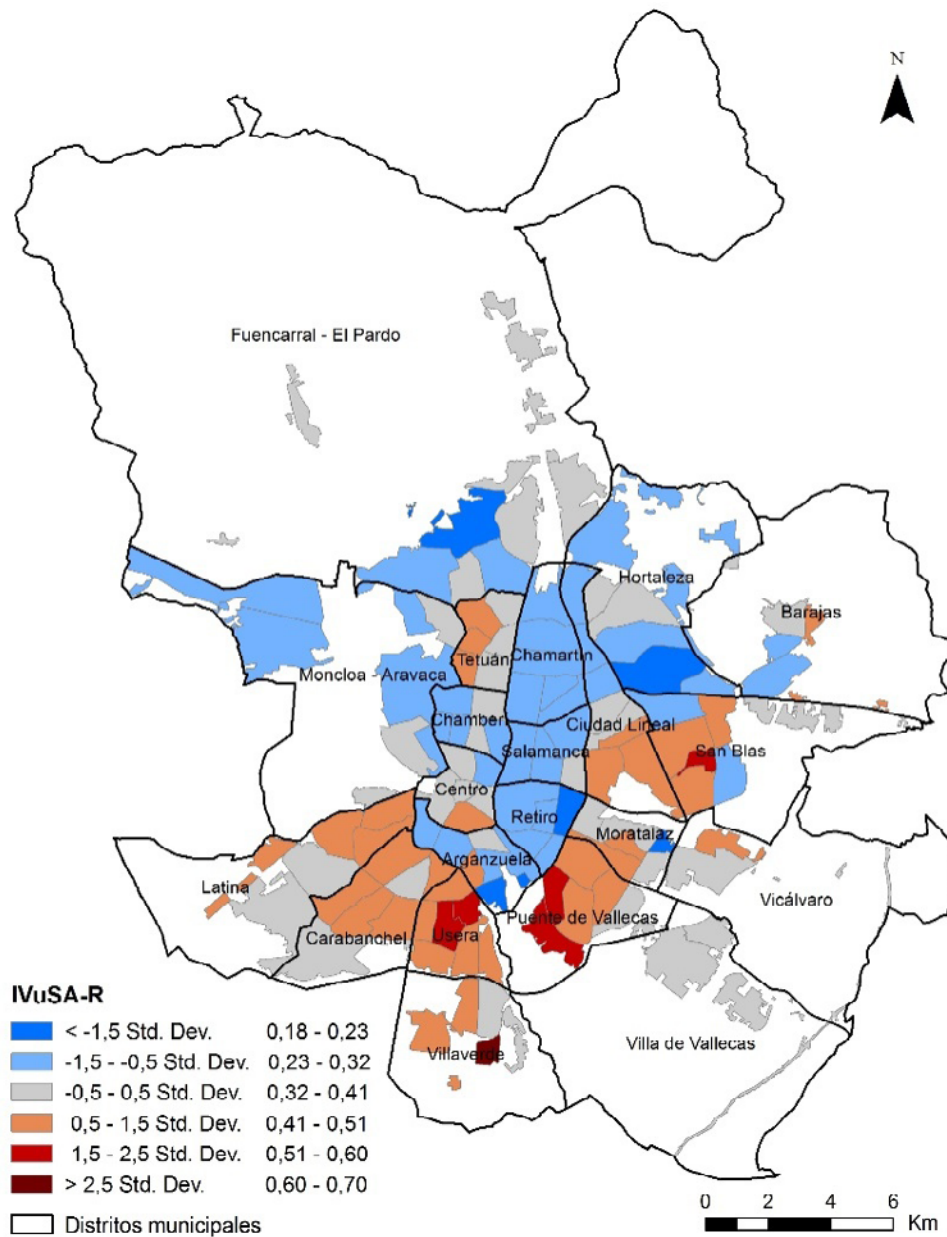 N
Fuencarral - El Pardo
Hortaleza
Barajas
Tetuán
Chamartín
Moncloa - Aravaca
Chamberí
Ciudad Lineal
Salamanca
San Blas
Centro
Retiro
Moratalaz
Arganzuela
Latina
Vicálvaro
Puente de Vallecas
Carabanchel
Usera
Villa de Vallecas
Villaverde
IVuSA-R
< -1,5 Std. Dev. 0,18 - 0,23
-1,5 - -0,5 Std. Dev. 0,23 - 0,32
-0,5 - 0,5 Std. Dev. 0,32 - 0,41
0,5 - 1,5 Std. Dev. 0,41 - 0,51
1,5 - 2,5 Std. Dev. 0,51 - 0,60
> 2,5 Std. Dev. 0,60 - 0,70
Distritos municipales
0 2 4 6
Km